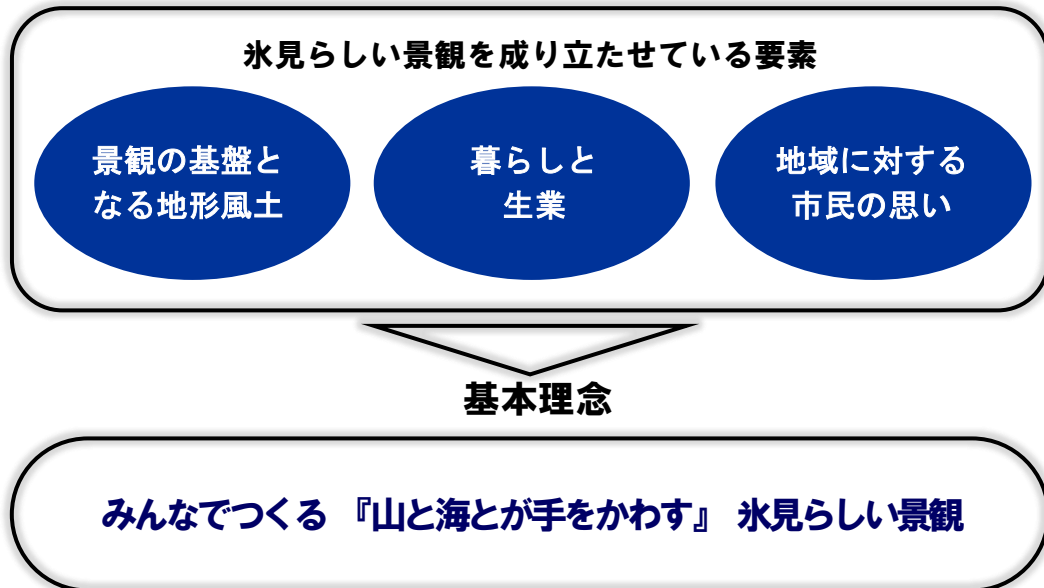 氷見らしい景観を成り立たせている要素
景観の基盤と
なる地形風土
暮らしと
生業
地域に対する
市民の思い
基本理念
みんなでつくる 『山と海とが手をかわす』 氷見らしい景観